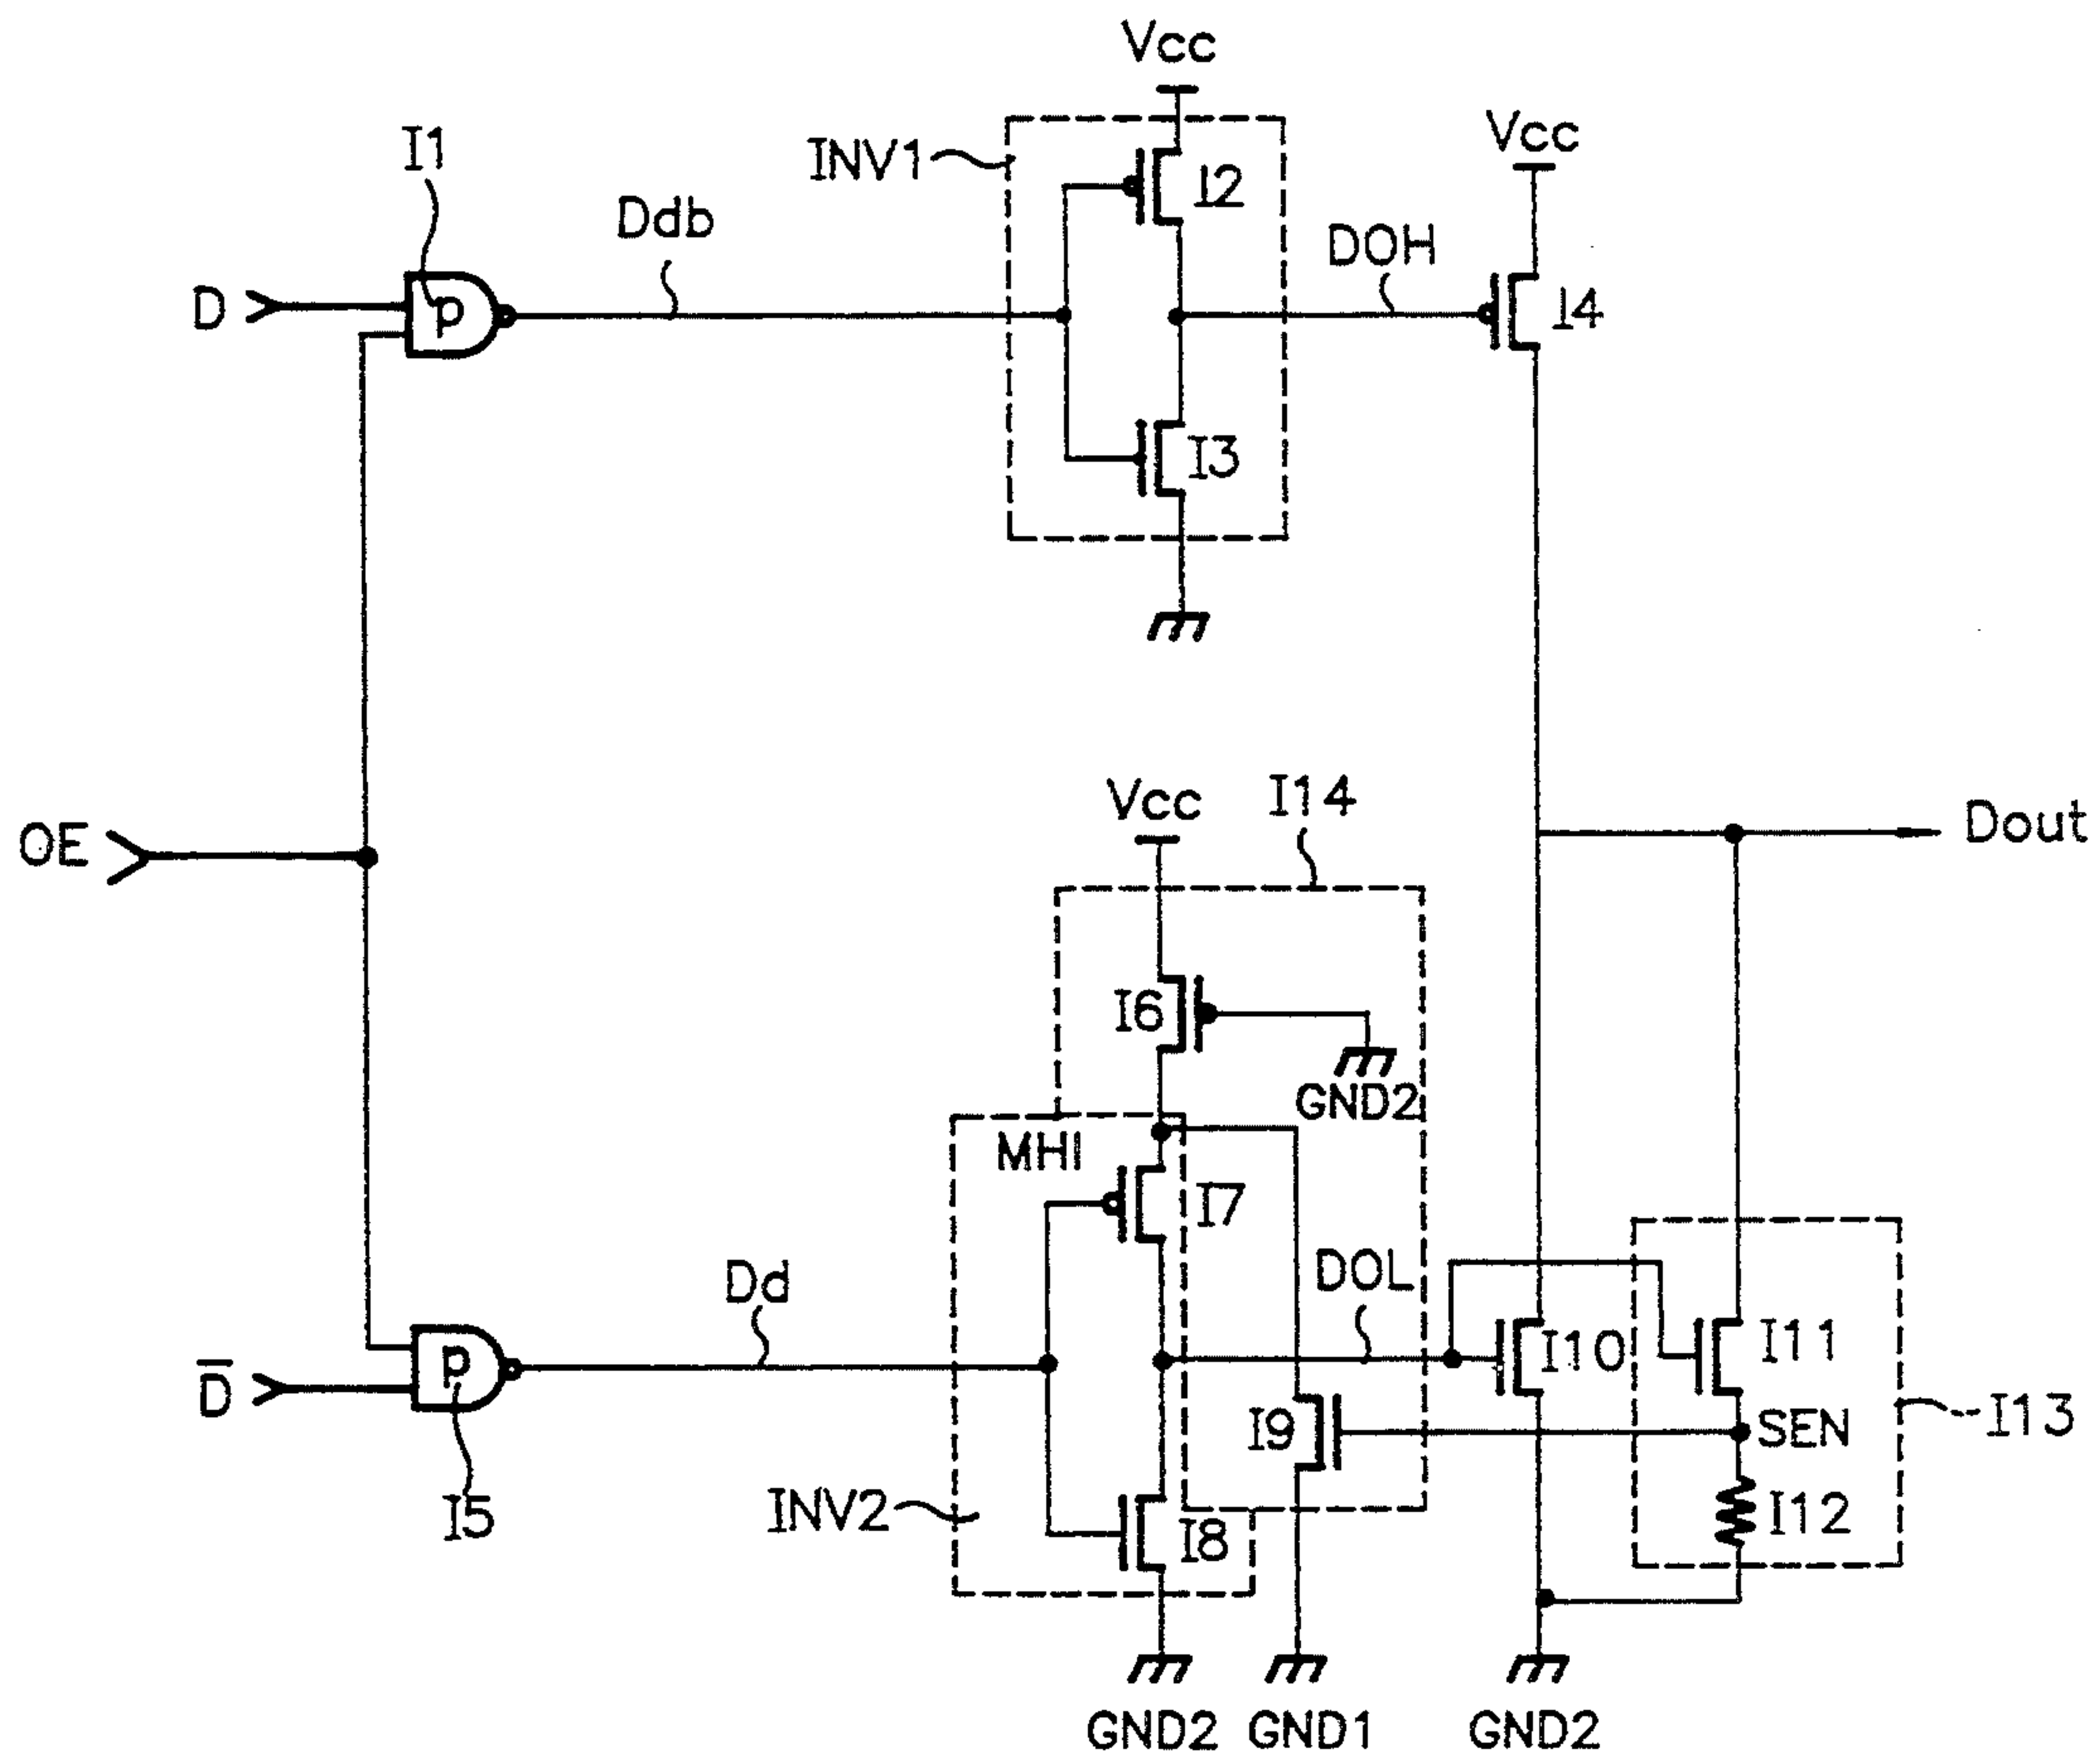 Vcc
Vcc
I1
INV1
I2
Ddb
DOH
D
p
I4
I3
Vcc
I14
OE
Dout
I6
GND2
MHI
I7
Dd
DOL
p
I10
I11
D̅
I9
SEN
I13
INV2
I5
I8
I12
GND2
GND1
GND2